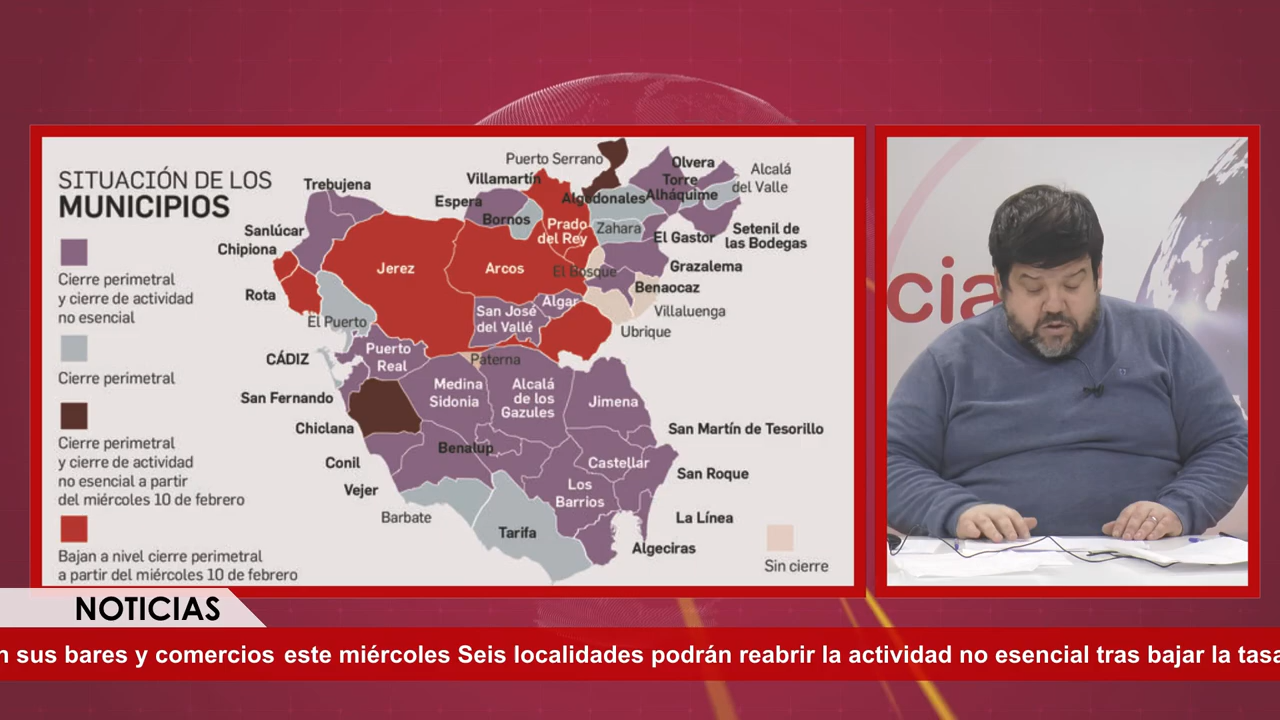 SITUACIÓN DE LOS
MUNICIPIOS
Cierre perimetral
y cierre de actividad
no esencial
Cierre perimetral
Cierre perimetral
y cierre de actividad
no esencial a partir
del miércoles 10 de febrero
Bajan a nivel cierre perimetral
a partir del miércoles 10 de febrero
Puerto Serrano
Olvera
Alcalá
del Valle
Torre
Alháquime
Trebujena
Villamartín
Algodonales
Espera
Bornos
Sanlúcar
Chipiona
Prado
del Rey
Zahara
El Gastor
Setenil de
las Bodegas
Jerez
Arcos
El Bosque
Grazalema
Benaocaz
Rota
Algar
Villaluenga
El Puerto
San José
del Vallé
Ubrique
CÁDIZ
Puerto
Real
Paterna
San Fernando
Medina
Sidonia
Alcalá
de los
Gazules
Jimena
Chiclana
San Martín de Tesorillo
Benalup
Conil
Castellar
San Roque
Vejer
Los
Barrios
Barbate
Tarifa
La Línea
Algeciras
Sin cierre
cia
NOTICIAS
n sus bares y comercios este miércoles Seis localidades podrán reabrir la actividad no esencial tras bajar la tasa